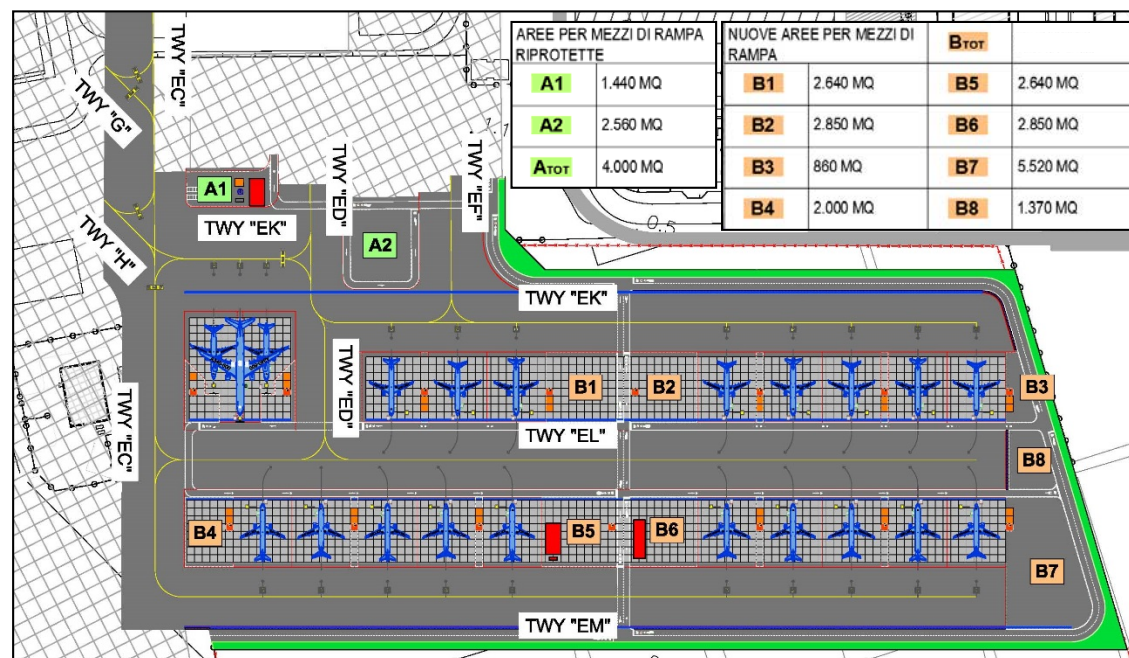 AREE PER MEZZI DI RAMPA
RIPROTETTE
A1 1.440 MQ
A2 2.560 MQ
ATOT 4.000 MQ
NUOVE AREE PER MEZZI DI
RAMPA
BTOT
B1 2.640 MQ B5 2.640 MQ
B2 2.850 MQ B6 2.850 MQ
B3 860 MQ B7 5.520 MQ
B4 2.000 MQ B8 1.370 MQ
TWY "EC"
TWY "G"
TWY "H"
A1
TWY "EK"
TWY "ED"
A2
TWY "EF"
0.5
TWY "EK"
TWY "ED"
B1
B2
B3
TWY "EC"
TWY "EL"
B8
B4
B5
B6
B7
TWY "EM"